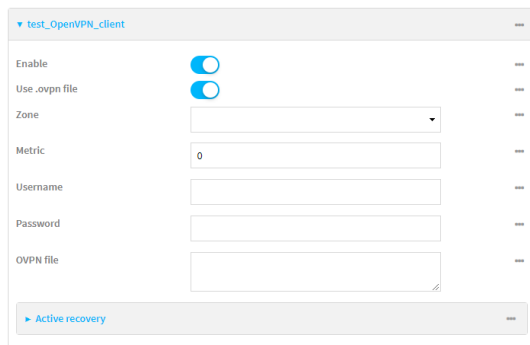 test_OpenVPN_client
Enable
Use .ovpn file
Zone
Metric
0
Username
Password
OVPN file
Active recovery